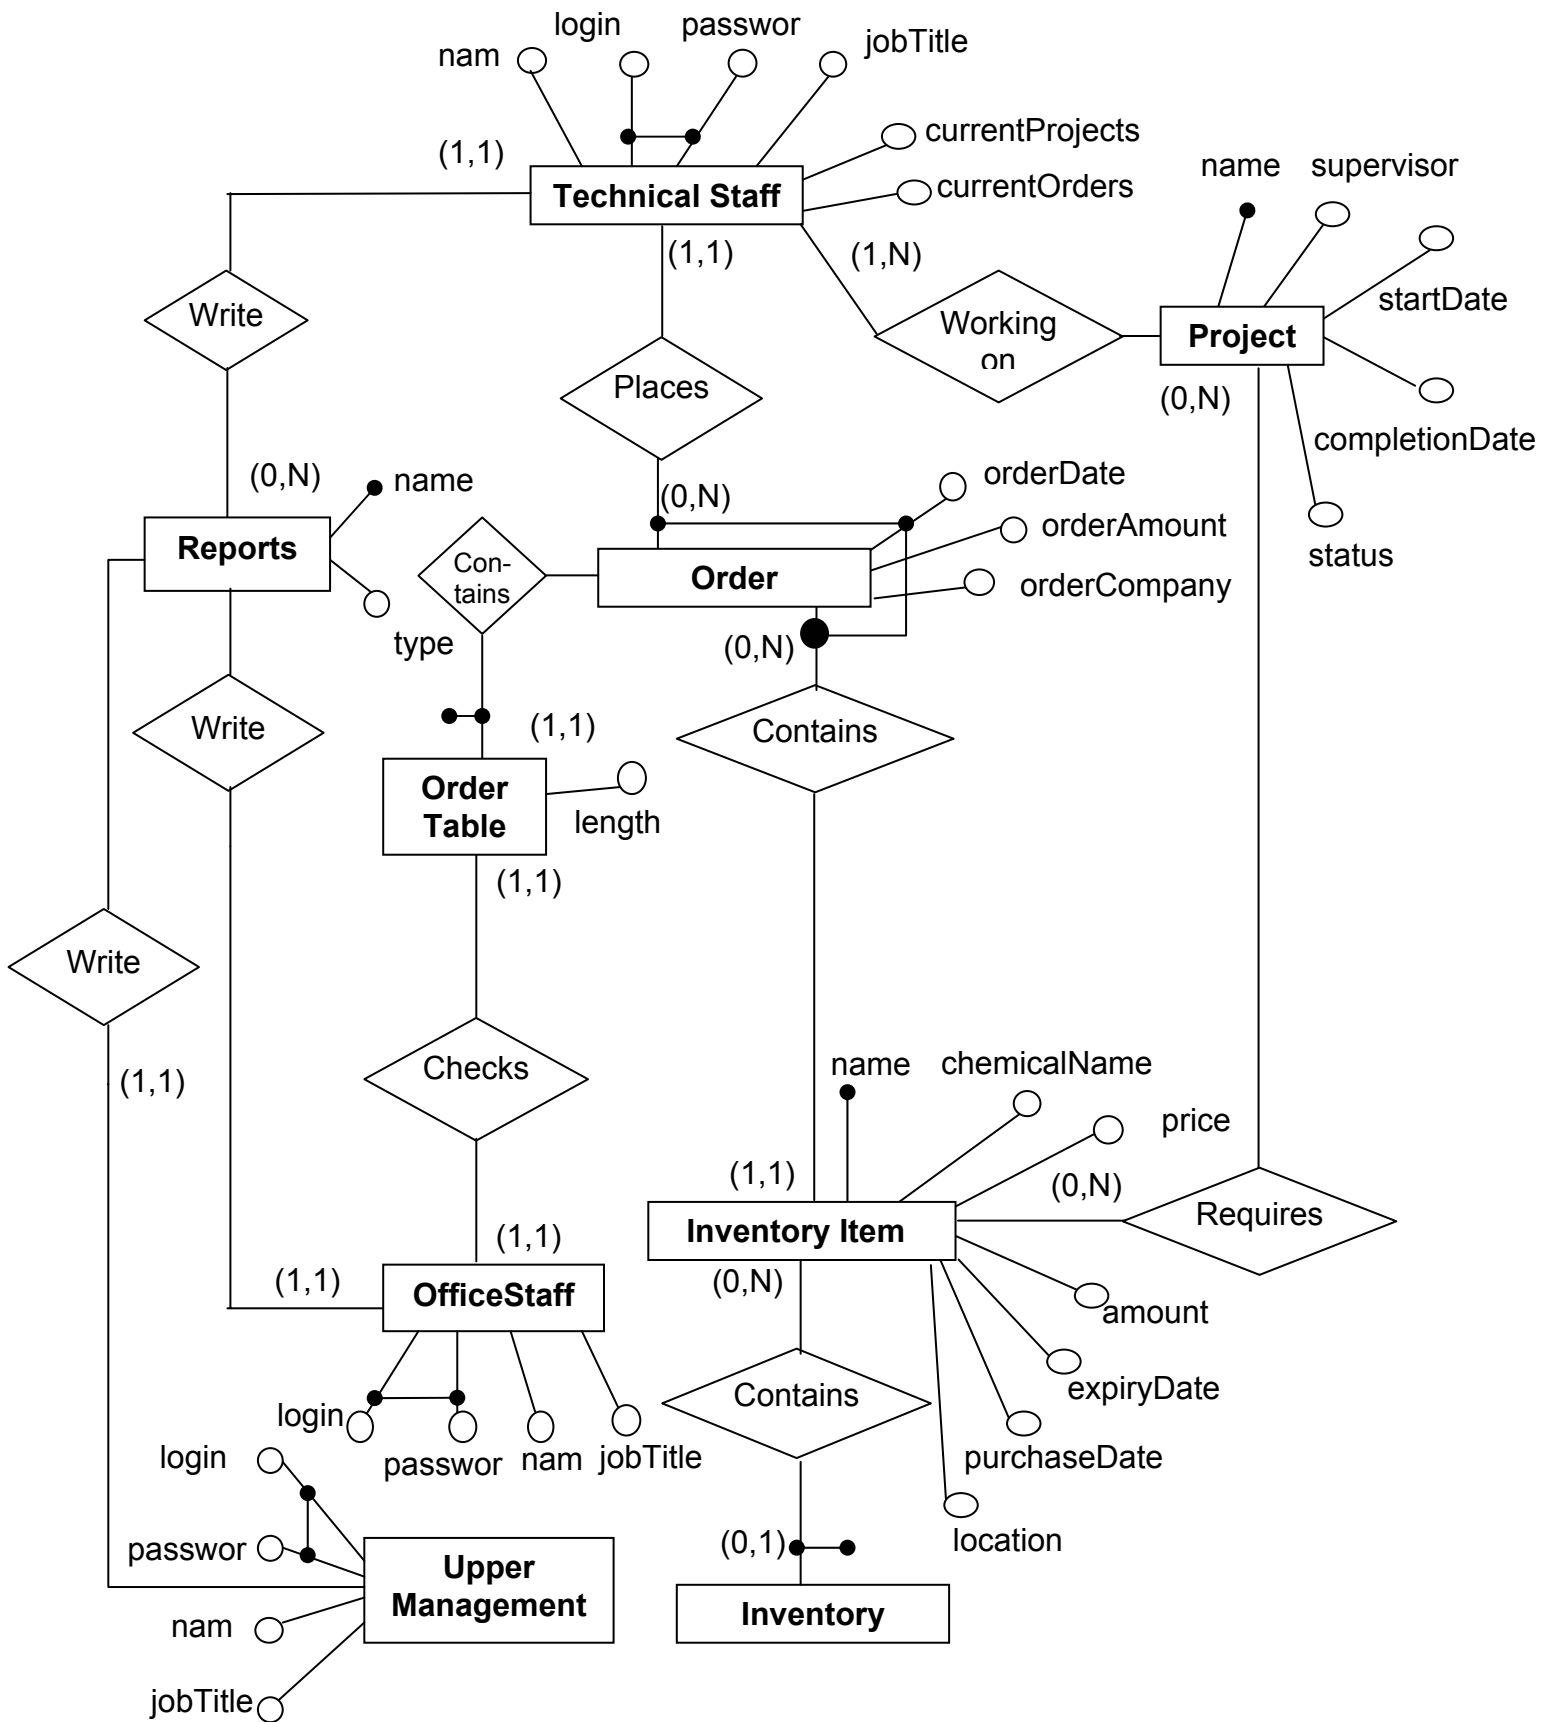 login
passwor
jobTitle
nam
currentProjects
(1,1)
name
supervisor
Technical Staff
currentOrders
(1,1)
(1,N)
startDate
Write
Working
on
Project
Places
(0,N)
completionDate
(0,N)
name
orderDate
(0,N)
orderAmount
Reports
Con-
tains
Order
status
orderCompany
type
(0,N)
Write
(1,1)
Contains
Order
Table
length
(1,1)
Write
Checks
name
chemicalName
(1,1)
price
(1,1)
(0,N)
Requires
(1,1)
Inventory Item
(1,1)
OfficeStaff
(0,N)
amount
Contains
expiryDate
login
passwor
nam
jobTitle
login
purchaseDate
passwor
(0,1)
location
Upper
Management
Inventory
nam
jobTitle